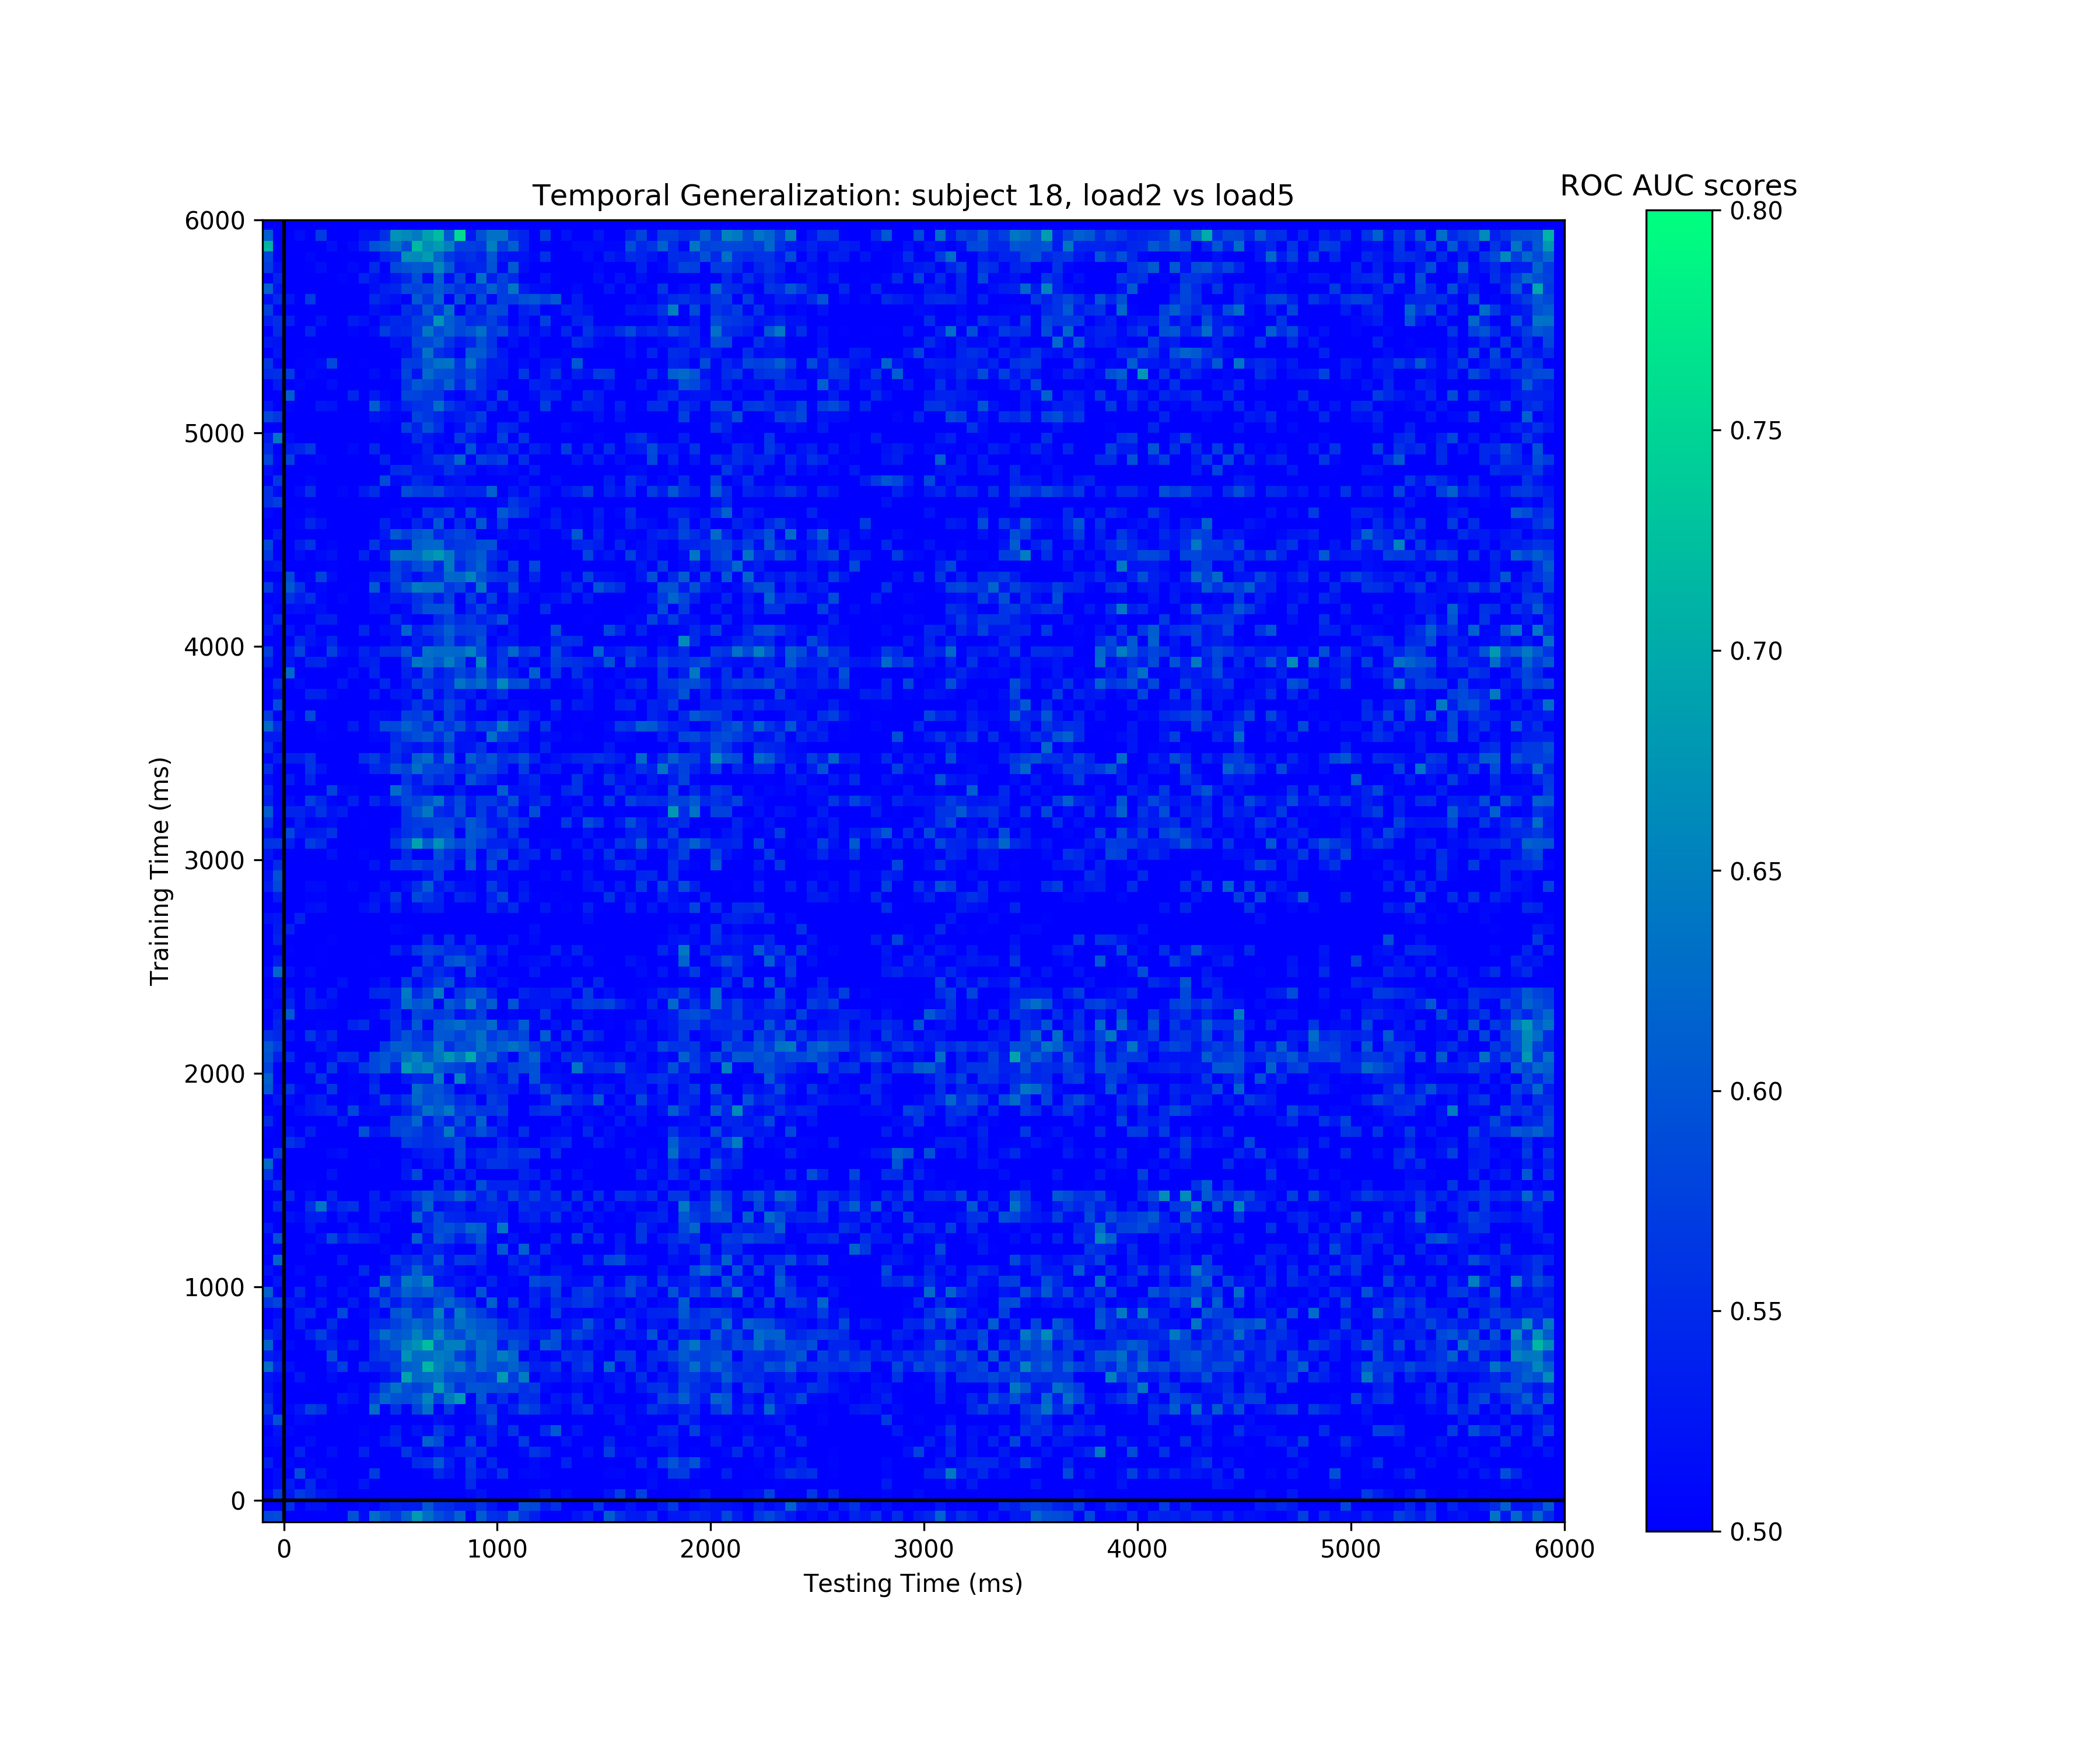 Temporal Generalization: subject 18, load2 vs load5
ROC AUC scores
6000
5000
4000
3000
2000
1000
0
Training Time (ms)
0 1000 2000 3000 4000 5000 6000
Testing Time (ms)
0.80
0.75
0.70
0.65
0.60
0.55
0.50